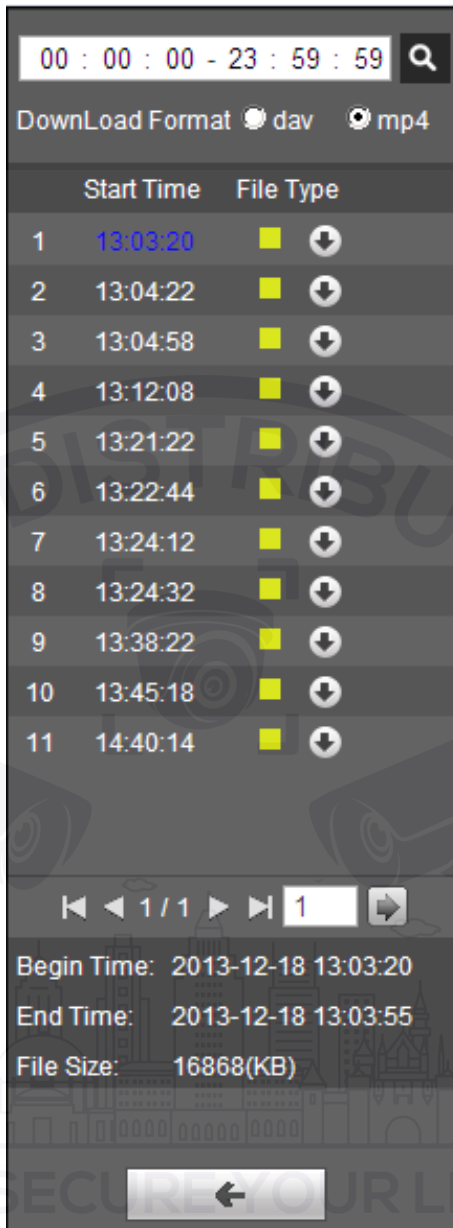 00 : 00 : 00 - 23 : 59 : 59
DownLoad Format dav mp4
Start Time File Type
1 13:03:20
2 13:04:22
3 13:04:58
4 13:12:08
5 13:21:22
6 13:22:44
7 13:24:12
8 13:24:32
9 13:38:22
10 13:45:18
11 14:40:14
DISTRIBU
1 / 1 1
Begin Time: 2013-12-18 13:03:20
End Time: 2013-12-18 13:03:55
File Size: 16868(KB)
SECURE YOUR L